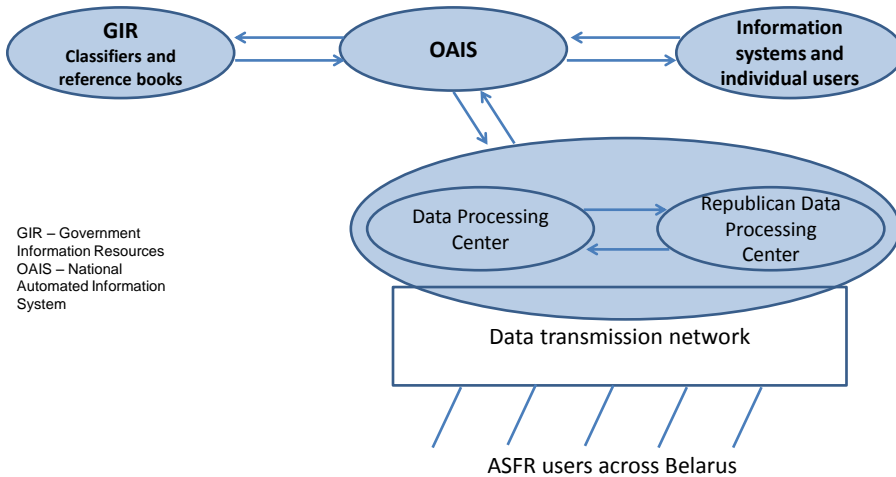 GIR
Classifiers and
reference books
OAIS
Information
systems and
individual users
Data Processing
Center
Republican Data
Processing
Center
GIR – Government
Information Resources
OAIS – National
Automated Information
System
Data transmission network
ASFR users across Belarus